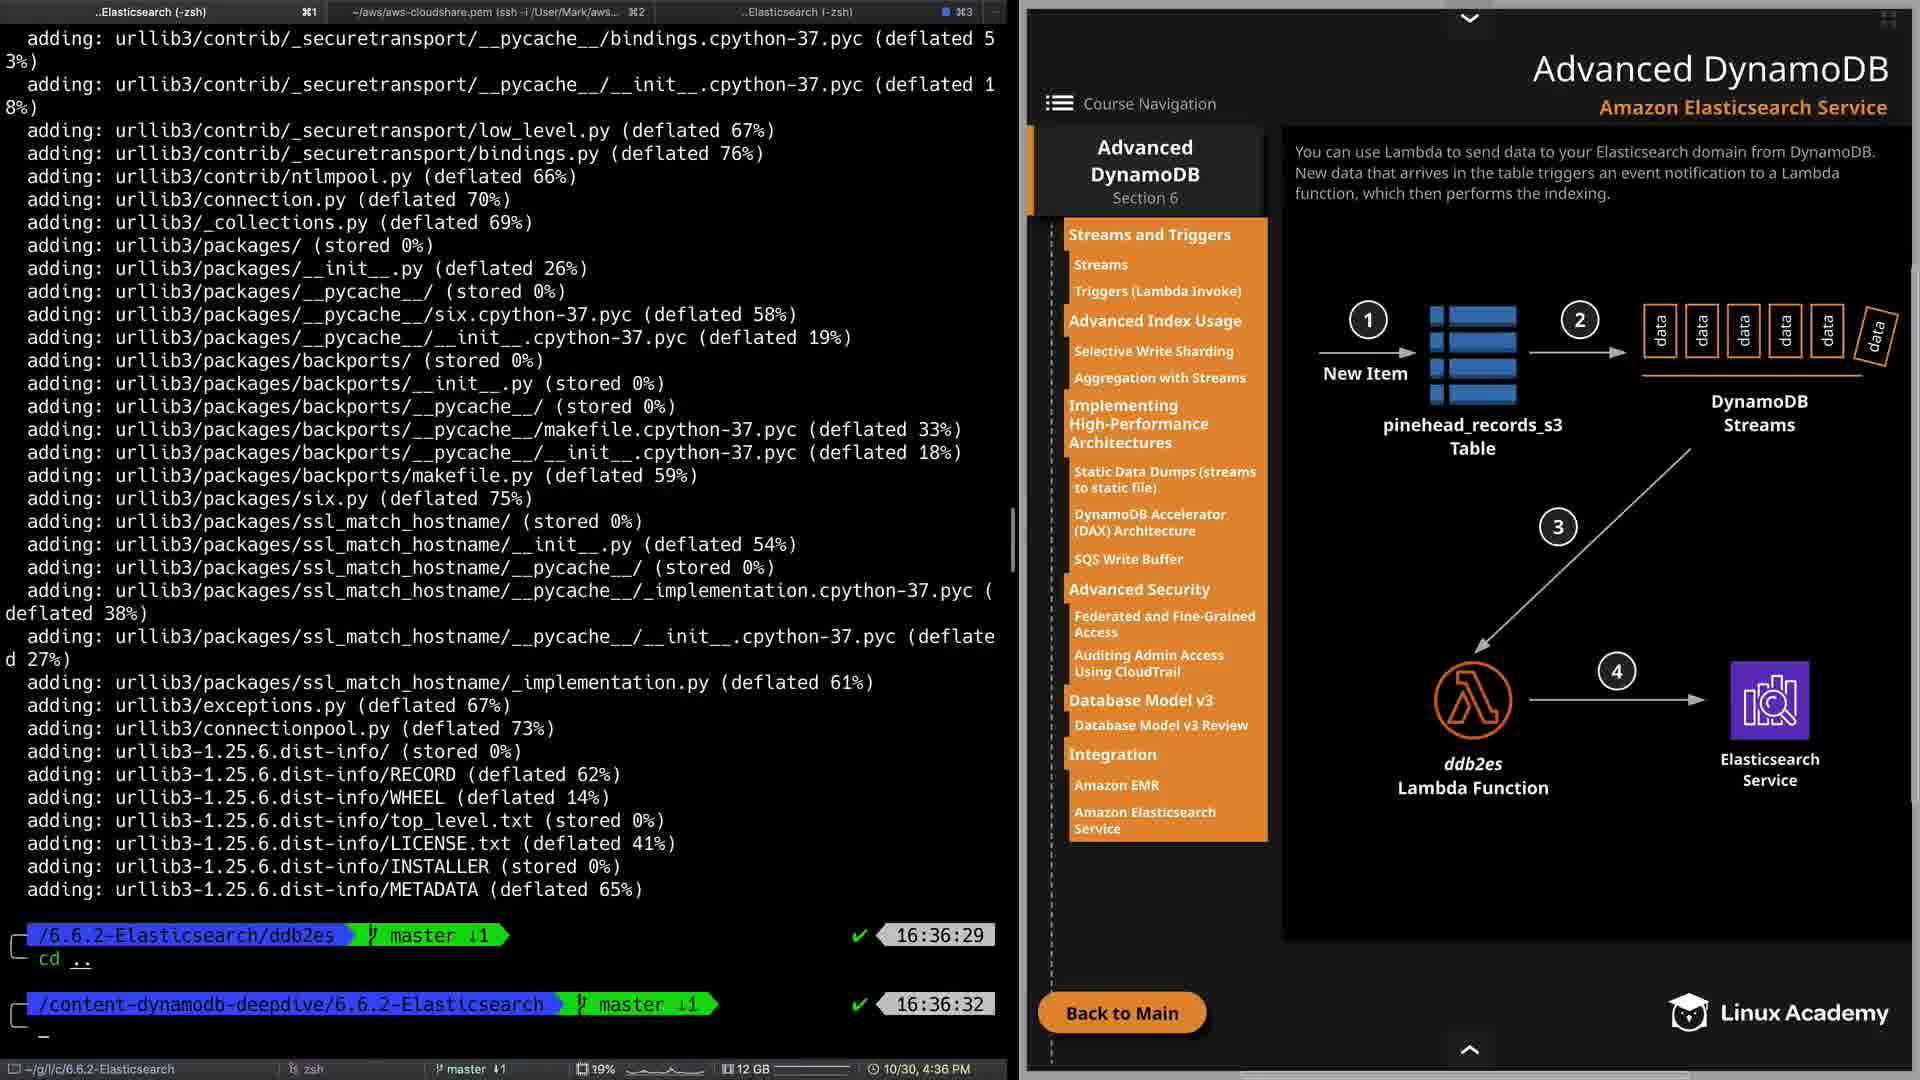 ..Elasticsearch (-zsh) ⌘1 ~/aws/aws-cloudshare.pem (ssh -i /User/Mark/aws... ⌘2 ..Elasticsearch (-zsh) ⌘3
adding: urllib3/contrib/_securetransport/__pycache__/bindings.cpython-37.pyc (deflated 5
3%)
adding: urllib3/contrib/_securetransport/__pycache__/__init__.cpython-37.pyc (deflated 1
8%)
adding: urllib3/contrib/_securetransport/low_level.py (deflated 67%)
adding: urllib3/contrib/_securetransport/bindings.py (deflated 76%)
adding: urllib3/contrib/ntlmpool.py (deflated 66%)
adding: urllib3/connection.py (deflated 70%)
adding: urllib3/_collections.py (deflated 69%)
adding: urllib3/packages/ (stored 0%)
adding: urllib3/packages/__init__.py (deflated 26%)
adding: urllib3/packages/__pycache__/ (stored 0%)
adding: urllib3/packages/__pycache__/six.cpython-37.pyc (deflated 58%)
adding: urllib3/packages/__pycache__/__init__.cpython-37.pyc (deflated 19%)
adding: urllib3/packages/backports/ (stored 0%)
adding: urllib3/packages/backports/__init__.py (stored 0%)
adding: urllib3/packages/backports/__pycache__/ (stored 0%)
adding: urllib3/packages/backports/__pycache__/makefile.cpython-37.pyc (deflated 33%)
adding: urllib3/packages/backports/__pycache__/__init__.cpython-37.pyc (deflated 18%)
adding: urllib3/packages/backports/makefile.py (deflated 59%)
adding: urllib3/packages/six.py (deflated 75%)
adding: urllib3/packages/ssl_match_hostname/ (stored 0%)
adding: urllib3/packages/ssl_match_hostname/__init__.py (deflated 54%)
adding: urllib3/packages/ssl_match_hostname/__pycache__/ (stored 0%)
adding: urllib3/packages/ssl_match_hostname/__pycache__/_implementation.cpython-37.pyc (
deflated 38%)
adding: urllib3/packages/ssl_match_hostname/__pycache__/__init__.cpython-37.pyc (deflate
d 27%)
adding: urllib3/packages/ssl_match_hostname/_implementation.py (deflated 61%)
adding: urllib3/exceptions.py (deflated 67%)
adding: urllib3/connectionpool.py (deflated 73%)
adding: urllib3-1.25.6.dist-info/ (stored 0%)
adding: urllib3-1.25.6.dist-info/RECORD (deflated 62%)
adding: urllib3-1.25.6.dist-info/WHEEL (deflated 14%)
adding: urllib3-1.25.6.dist-info/top_level.txt (stored 0%)
adding: urllib3-1.25.6.dist-info/LICENSE.txt (deflated 41%)
adding: urllib3-1.25.6.dist-info/INSTALLER (stored 0%)
adding: urllib3-1.25.6.dist-info/METADATA (deflated 65%)
/6.6.2-Elasticsearch/ddb2es master ↓1 ✔ 16:36:29
cd ..
/content-dynamodb-deepdive/6.6.2-Elasticsearch master ↓1 ✔ 16:36:32
~/g/l/c/6.6.2-Elasticsearch zsh master ↓1 19% 12 GB 10/30, 4:36 PM
Advanced DynamoDB
Amazon Elasticsearch Service
Course Navigation
Advanced
DynamoDB
Section 6
Streams and Triggers
Streams
Triggers (Lambda Invoke)
Advanced Index Usage
Selective Write Sharding
Aggregation with Streams
Implementing
High-Performance
Architectures
Static Data Dumps (streams
to static file)
DynamoDB Accelerator
(DAX) Architecture
SQS Write Buffer
Advanced Security
Federated and Fine-Grained
Access
Auditing Admin Access
Using CloudTrail
Database Model v3
Database Model v3 Review
Integration
Amazon EMR
Amazon Elasticsearch
Service
Back to Main
You can use Lambda to send data to your Elasticsearch domain from DynamoDB.
New data that arrives in the table triggers an event notification to a Lambda
function, which then performs the indexing.
1
New Item
pinehead_records_s3
Table
2
data data data data data data
DynamoDB
Streams
3
ddb2es
Lambda Function
4
Elasticsearch
Service
Linux Academy